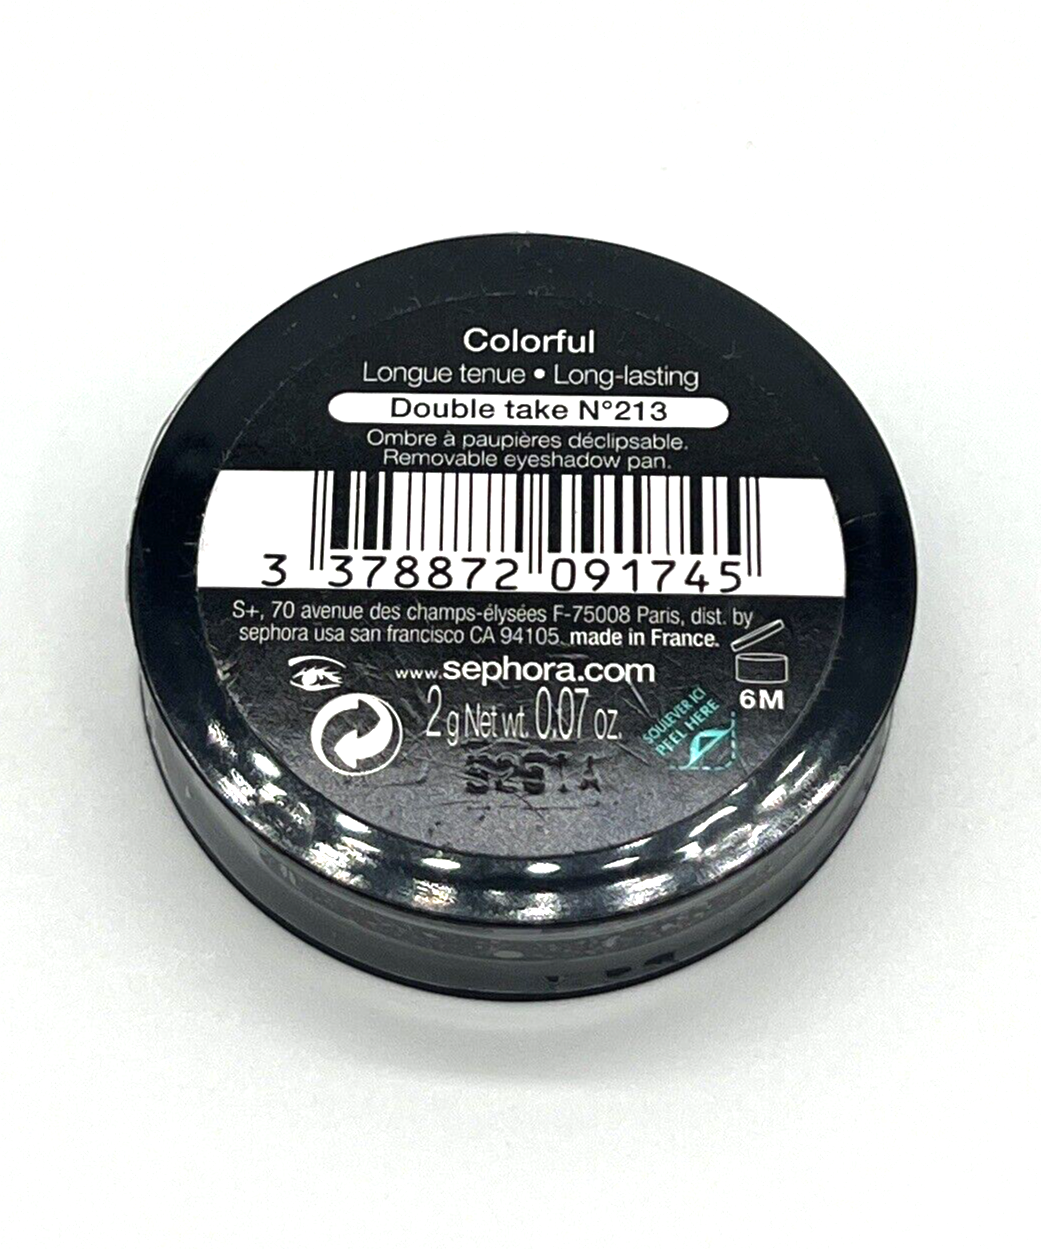 Colorful
Longue tenue • Long-lasting
Double take N°213
Ombre à paupières déclipsable.
Removable eyeshadow pan.
3 378872 091745
S+, 70 avenue des champs-élysées F-75008 Paris, dist. by
sephora usa san francisco CA 94105. made in France.
www.sephora.com
6M
2 g Net wt. 0.07 oz.
SOULEVER ICI
PEEL HERE